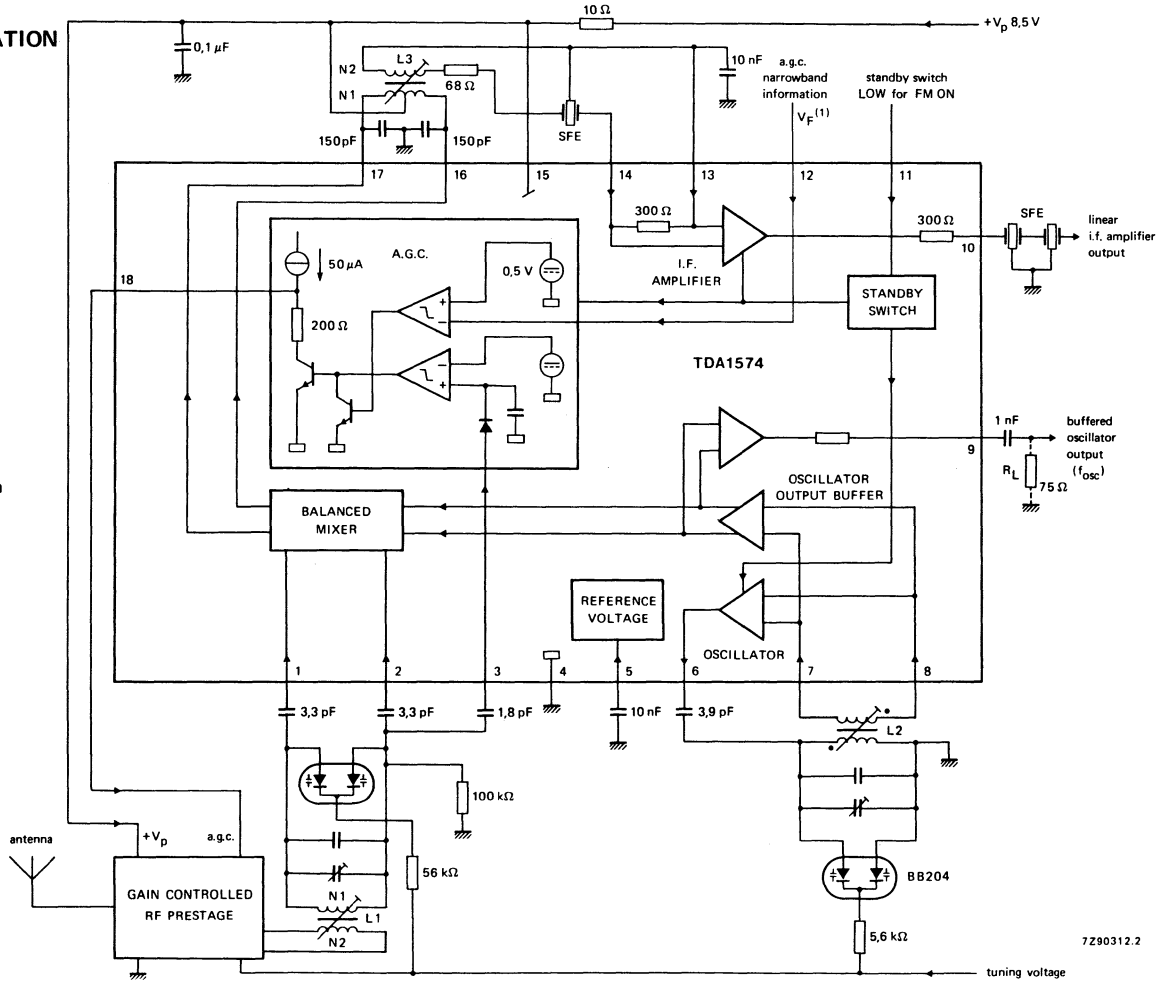 ATION
10 Ω
+Vp 8,5 V
0,1 µF
L3
N2
N1
68 Ω
SFE
10 nF
a.g.c.
narrowband
information
VF(1)
standby switch
LOW for FM ON
150 pF
150 pF
17
16
15
14
13
12
11
300 Ω
300 Ω
10
SFE
linear
i.f. amplifier
output
I.F.
AMPLIFIER
A.G.C.
50 µA
0,5 V
18
200 Ω
+
−
−
+
STANDBY
SWITCH
TDA1574
1 nF
9
buffered
oscillator
output
(fosc)
RL
75 Ω
OSCILLATOR
OUTPUT BUFFER
BALANCED
MIXER
REFERENCE
VOLTAGE
OSCILLATOR
1
2
3
4
5
6
7
8
3,3 pF
3,3 pF
1,8 pF
10 nF
3,9 pF
L2
100 kΩ
+Vp
a.g.c.
antenna
GAIN CONTROLLED
RF PRESTAGE
56 kΩ
N1
L1
N2
BB204
5,6 kΩ
7Z90312.2
tuning voltage